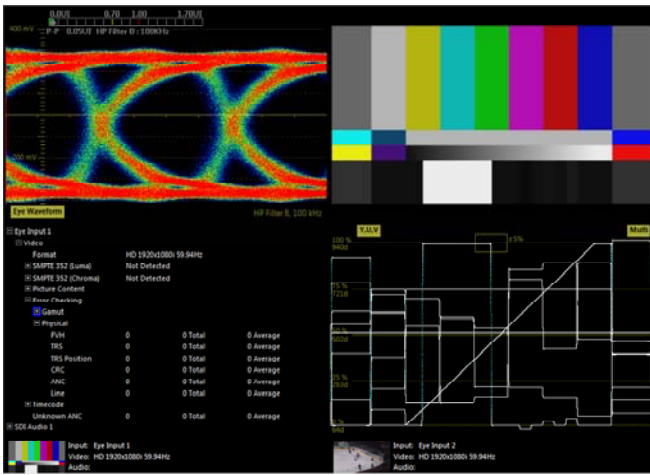 0.0UI 0.70 1.00 1.70UI
P-P 0.05UI HP Filter D : 100KHz
400 mV
-200 mV
Eye Waveform
HP Filter B, 100 kHz
Eye Input 1
Video
Format HD 1920x1080i 59.94Hz
SMPTE 352 (Luma) Not Detected
SMPTE 352 (Chroma) Not Detected
Picture Content
Error Checking
Gamut
Physical
FVH 0 0 Total 0 Average
TRS 0 0 Total 0 Average
TRS Position 0 0 Total 0 Average
CRC 0 0 Total 0 Average
ANC 0 0 Total 0 Average
Line 0 0 Total 0 Average
Timecode
Unknown ANC 0 0 Total 0 Average
SDI Audio 1
Input: Eye Input 1
Video: HD 1920x1080i 59.94Hz
Audio:
Y,U,V
Multi
±5%
100 %
940d
75 %
721d
50 %
502d
25 %
283d
0 %
64d
Input: Eye Input 2
Video: HD 1920x1080i 59.94Hz
Audio: